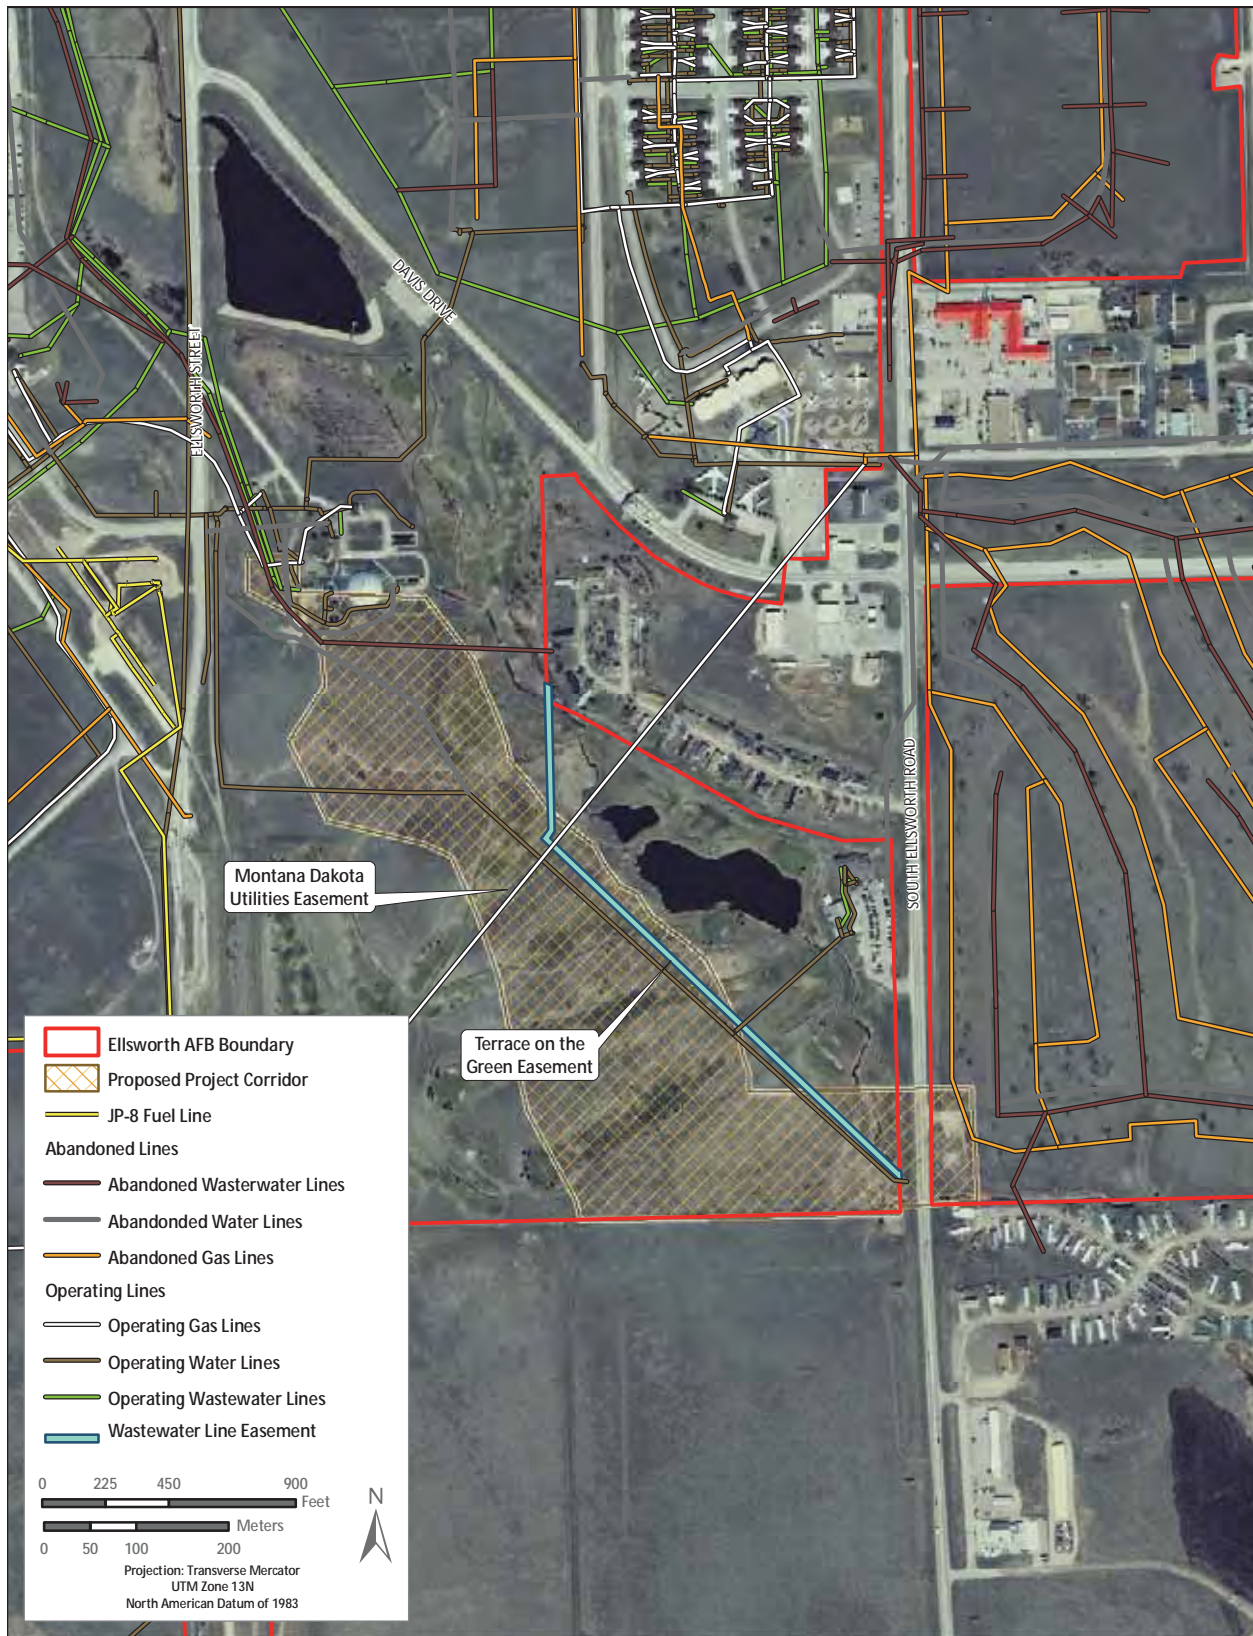 DAVIS DRIVE
ELLSWORTH STREET
SOUTH ELLSWORTH ROAD
Montana Dakota
Utilities Easement
Terrace on the
Green Easement
Ellsworth AFB Boundary
Proposed Project Corridor
JP-8 Fuel Line
Abandoned Lines
Abandoned Wasterwater Lines
Abandonded Water Lines
Abandoned Gas Lines
Operating Lines
Operating Gas Lines
Operating Water Lines
Operating Wastewater Lines
Wastewater Line Easement
0 225 450 900
Feet
Meters
0 50 100 200
N
Projection: Transverse Mercator
UTM Zone 13N
North American Datum of 1983